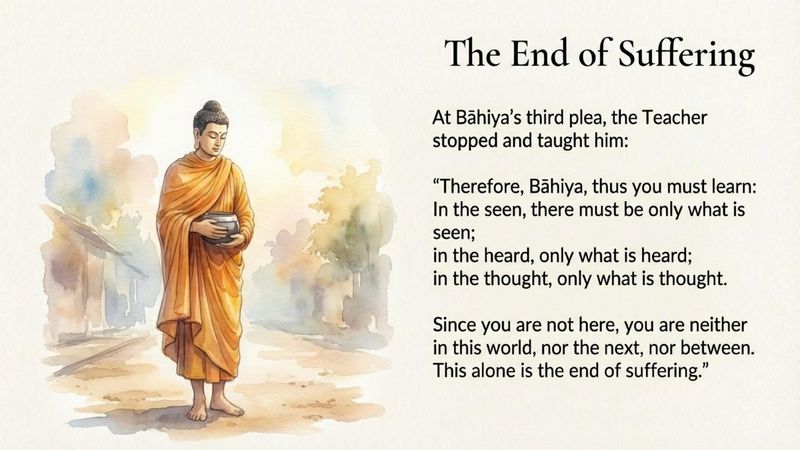 The End of Suffering
At Bāhiya’s third plea, the Teacher
stopped and taught him:
“Therefore, Bāhiya, thus you must learn:
In the seen, there must be only what is
seen;
in the heard, only what is heard;
in the thought, only what is thought.
Since you are not here, you are neither
in this world, nor the next, nor between.
This alone is the end of suffering.”